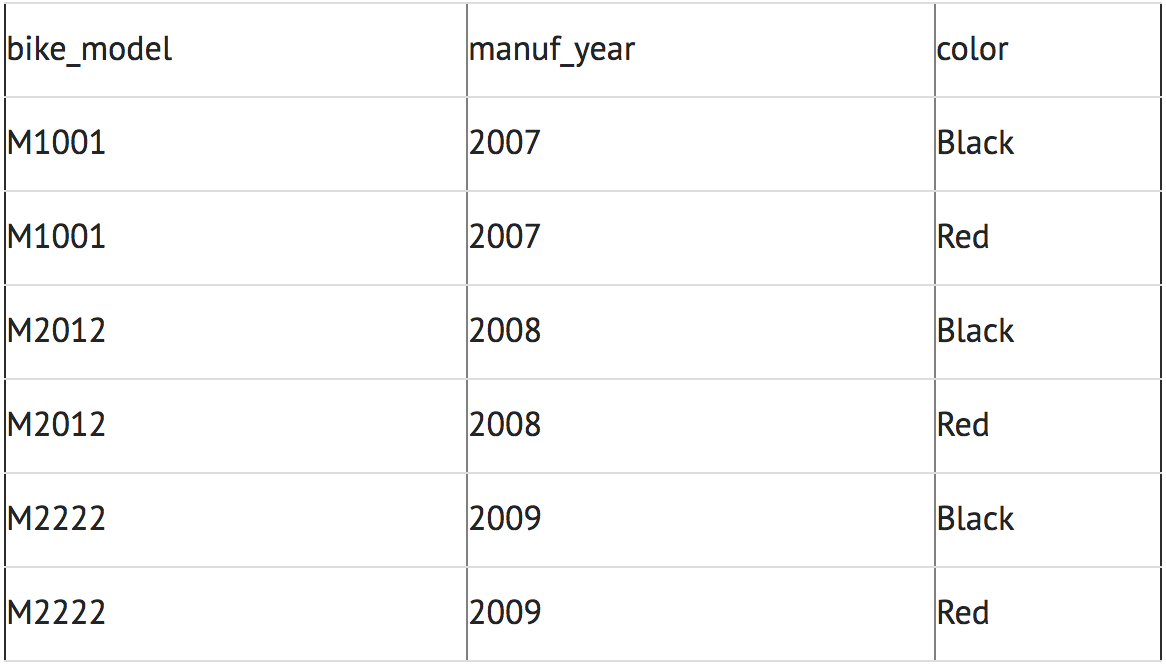 bike_model manuf_year color
M1001 2007 Black
M1001 2007 Red
M2012 2008 Black
M2012 2008 Red
M2222 2009 Black
M2222 2009 Red